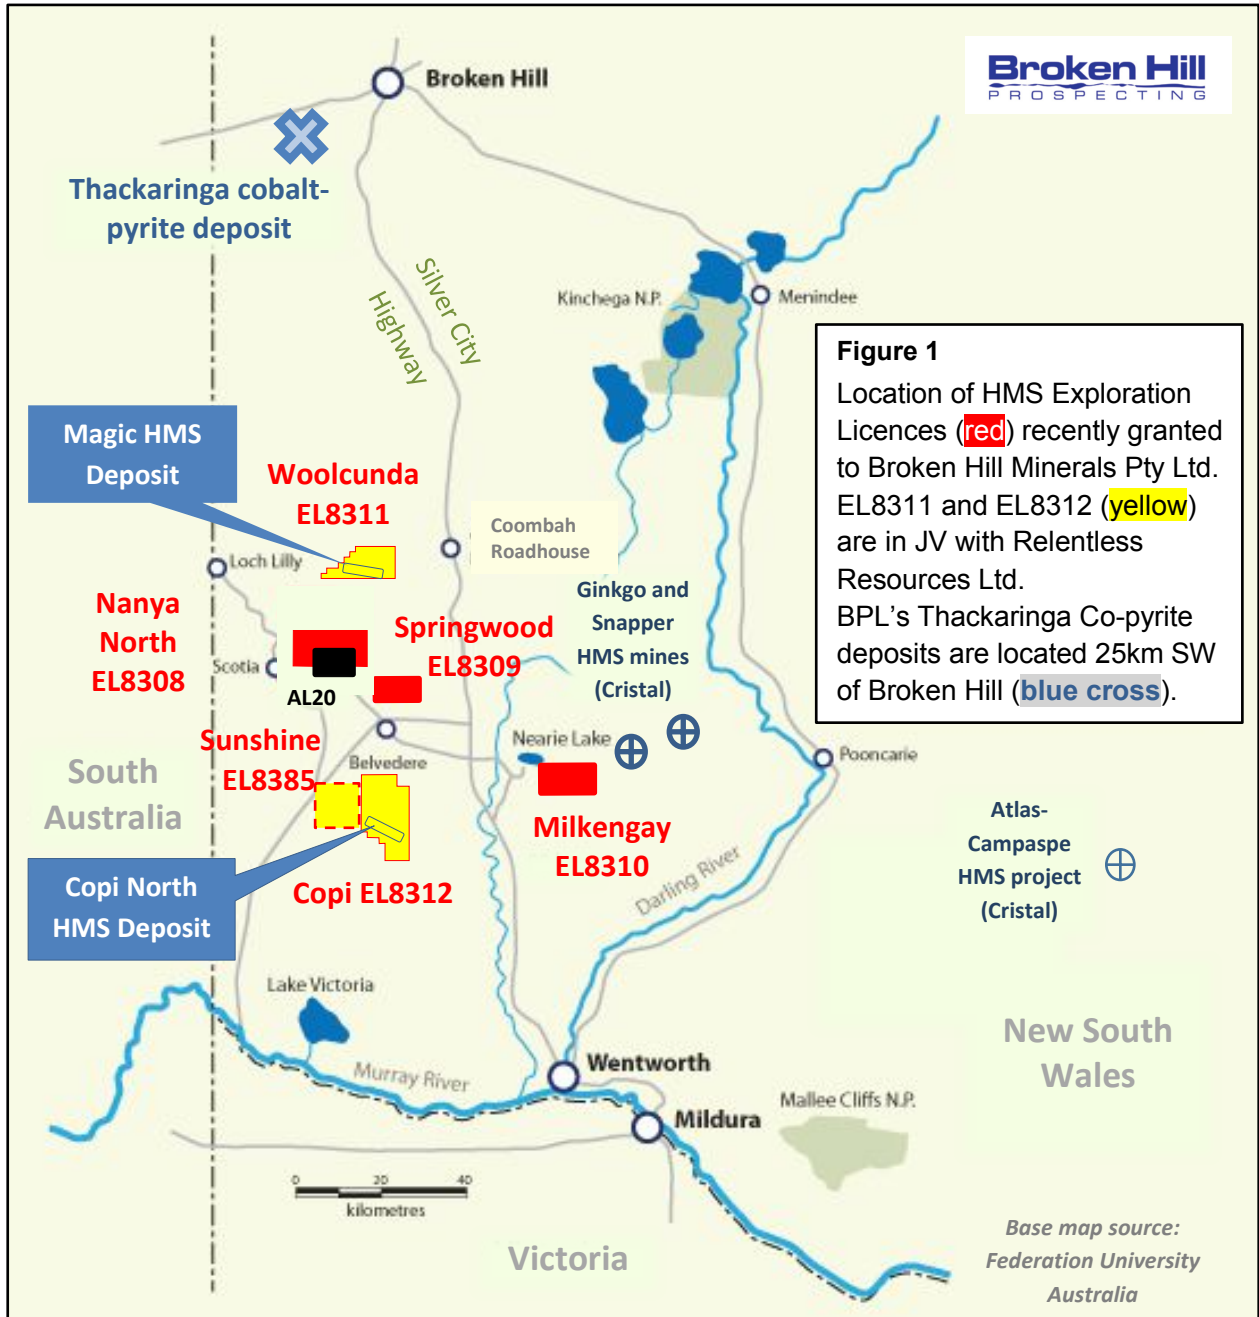 Broken Hill
Broken Hill
PROSPECTING
Thackaringa cobalt-
pyrite deposit
Silver City
Highway
Kinchega N.P.
Menindee
Figure 1
Location of HMS Exploration
Licences (red) recently granted
to Broken Hill Minerals Pty Ltd.
EL8311 and EL8312 (yellow)
are in JV with Relentless
Resources Ltd.
BPL's Thackaringa Co-pyrite
deposits are located 25km SW
of Broken Hill (blue cross).
Magic HMS
Deposit
Woolcunda
EL8311
Coombah
Roadhouse
Loch Lilly
Ginkgo and
Snapper
HMS mines
(Cristal)
Nanya
North
EL8308
Springwood
EL8309
Scotia
AL20
Sunshine
EL8385
Belvedere
Nearie Lake
Pooncarie
South
Australia
Milkengay
EL8310
Atlas-
Campaspe
HMS project
(Cristal)
Copi North
HMS Deposit
Copi EL8312
Darling River
Lake Victoria
New South
Wales
Murray River
Wentworth
Mallee Cliffs N.P.
Mildura
0 20 40
kilometres
Victoria
Base map source:
Federation University
Australia